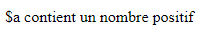 $a contient un nombre positif